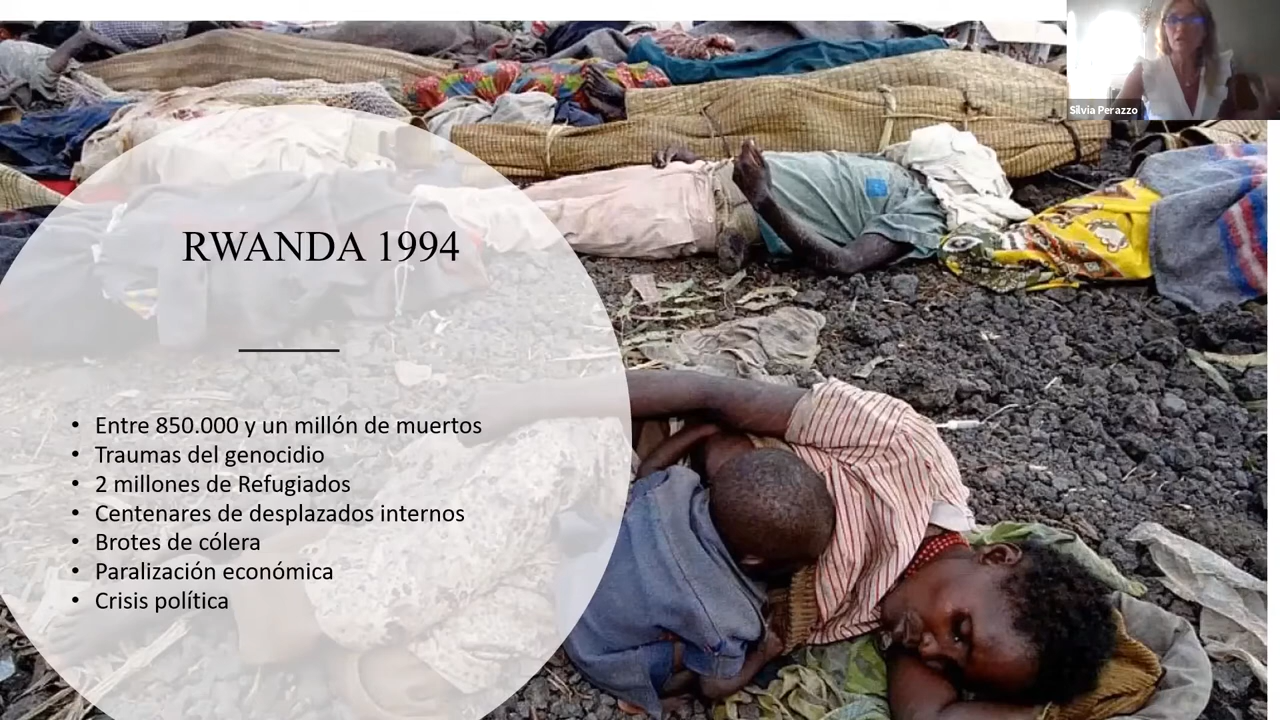 Silvia Perazzo
RWANDA 1994
• Entre 850.000 y un millón de muertos
• Traumas del genocidio
• 2 millones de Refugiados
• Centenares de desplazados internos
• Brotes de cólera
• Paralización económica
• Crisis política